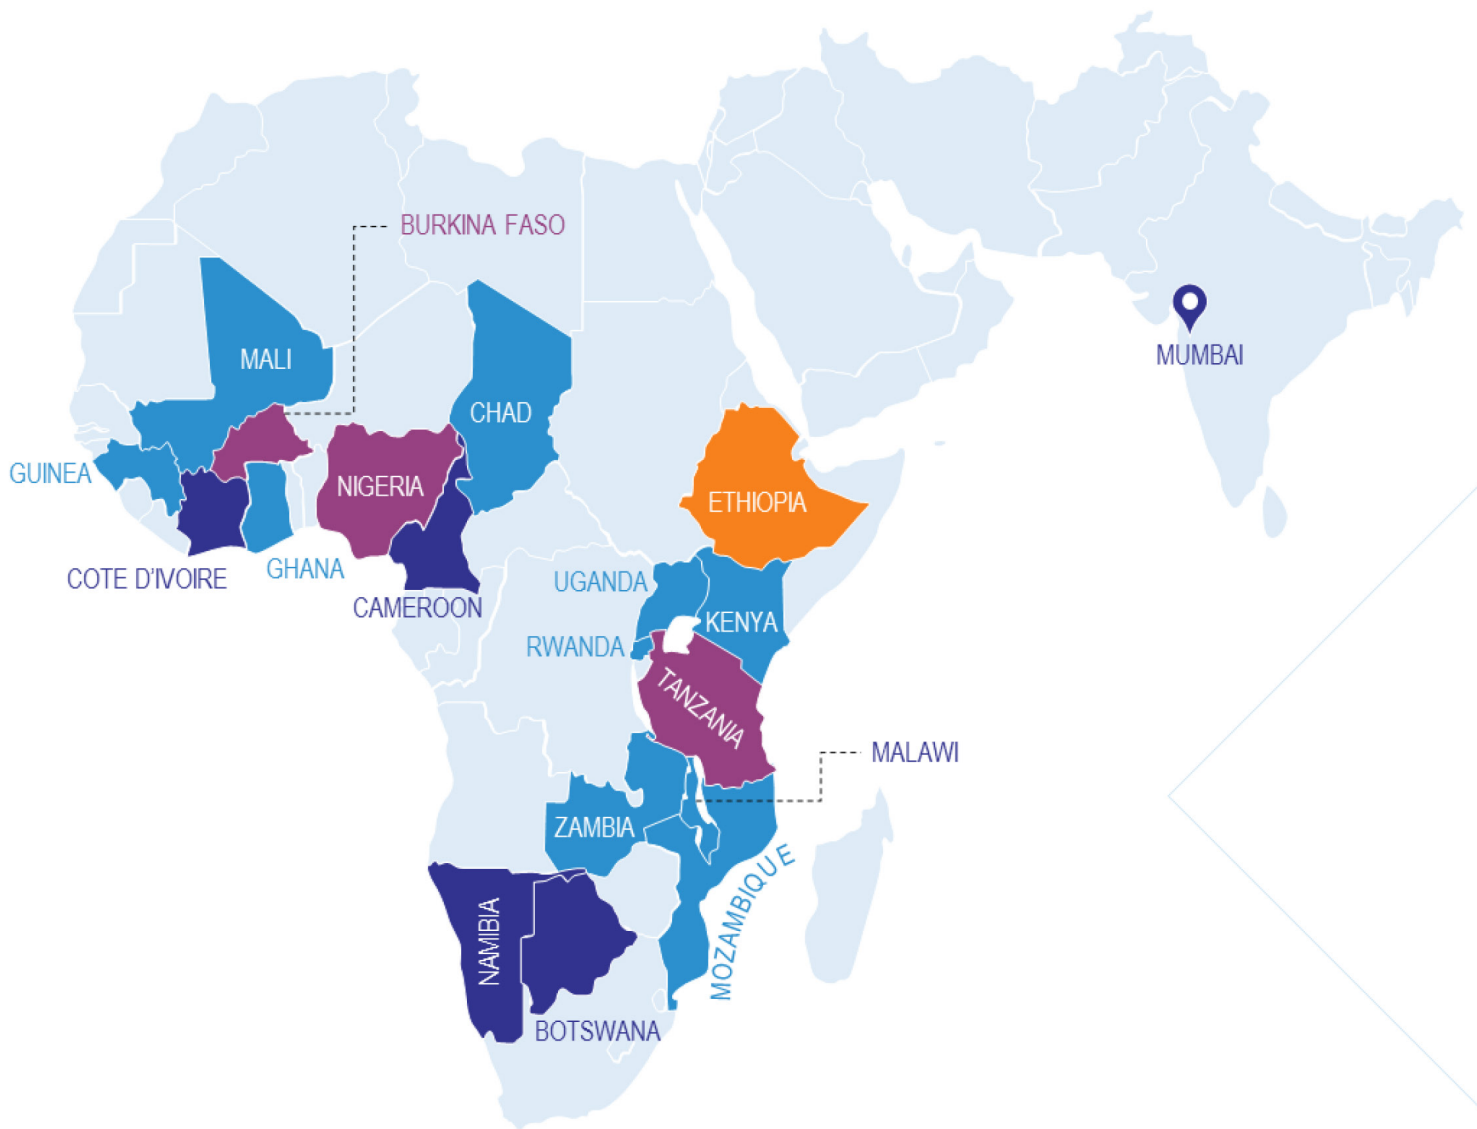 BURKINA FASO
MALI
MUMBAI
CHAD
GUINEA
NIGERIA
ETHIOPIA
COTE D'IVOIRE
GHANA
CAMEROON
UGANDA
KENYA
RWANDA
TANZANIA
MALAWI
ZAMBIA
MOZAMBIQUE
NAMIBIA
BOTSWANA